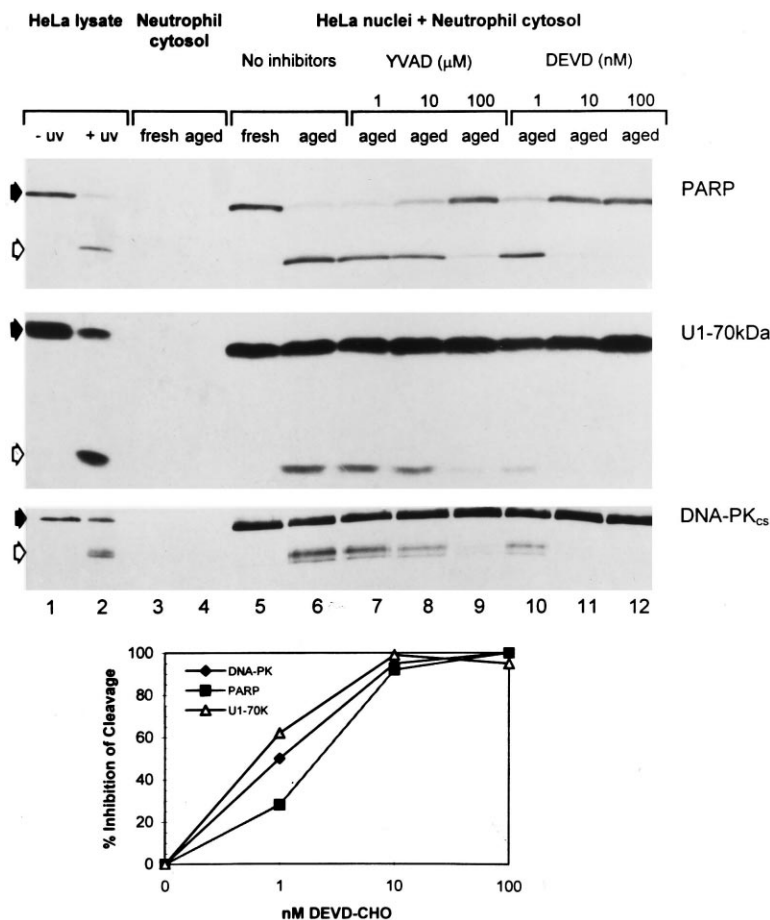 HeLa lysate Neutrophil cytosol HeLa nuclei + Neutrophil cytosol
No inhibitors YVAD (µM) DEVD (nM)
1 10 100 1 10 100
- uv + uv fresh aged fresh aged aged aged aged aged aged aged
PARP
U1-70kDa
DNA-PKcs
1 2 3 4 5 6 7 8 9 10 11 12
% Inhibition of Cleavage
100
80
60
40
20
0
DNA-PK
PARP
U1-70K
0 1 10 100
nM DEVD-CHO